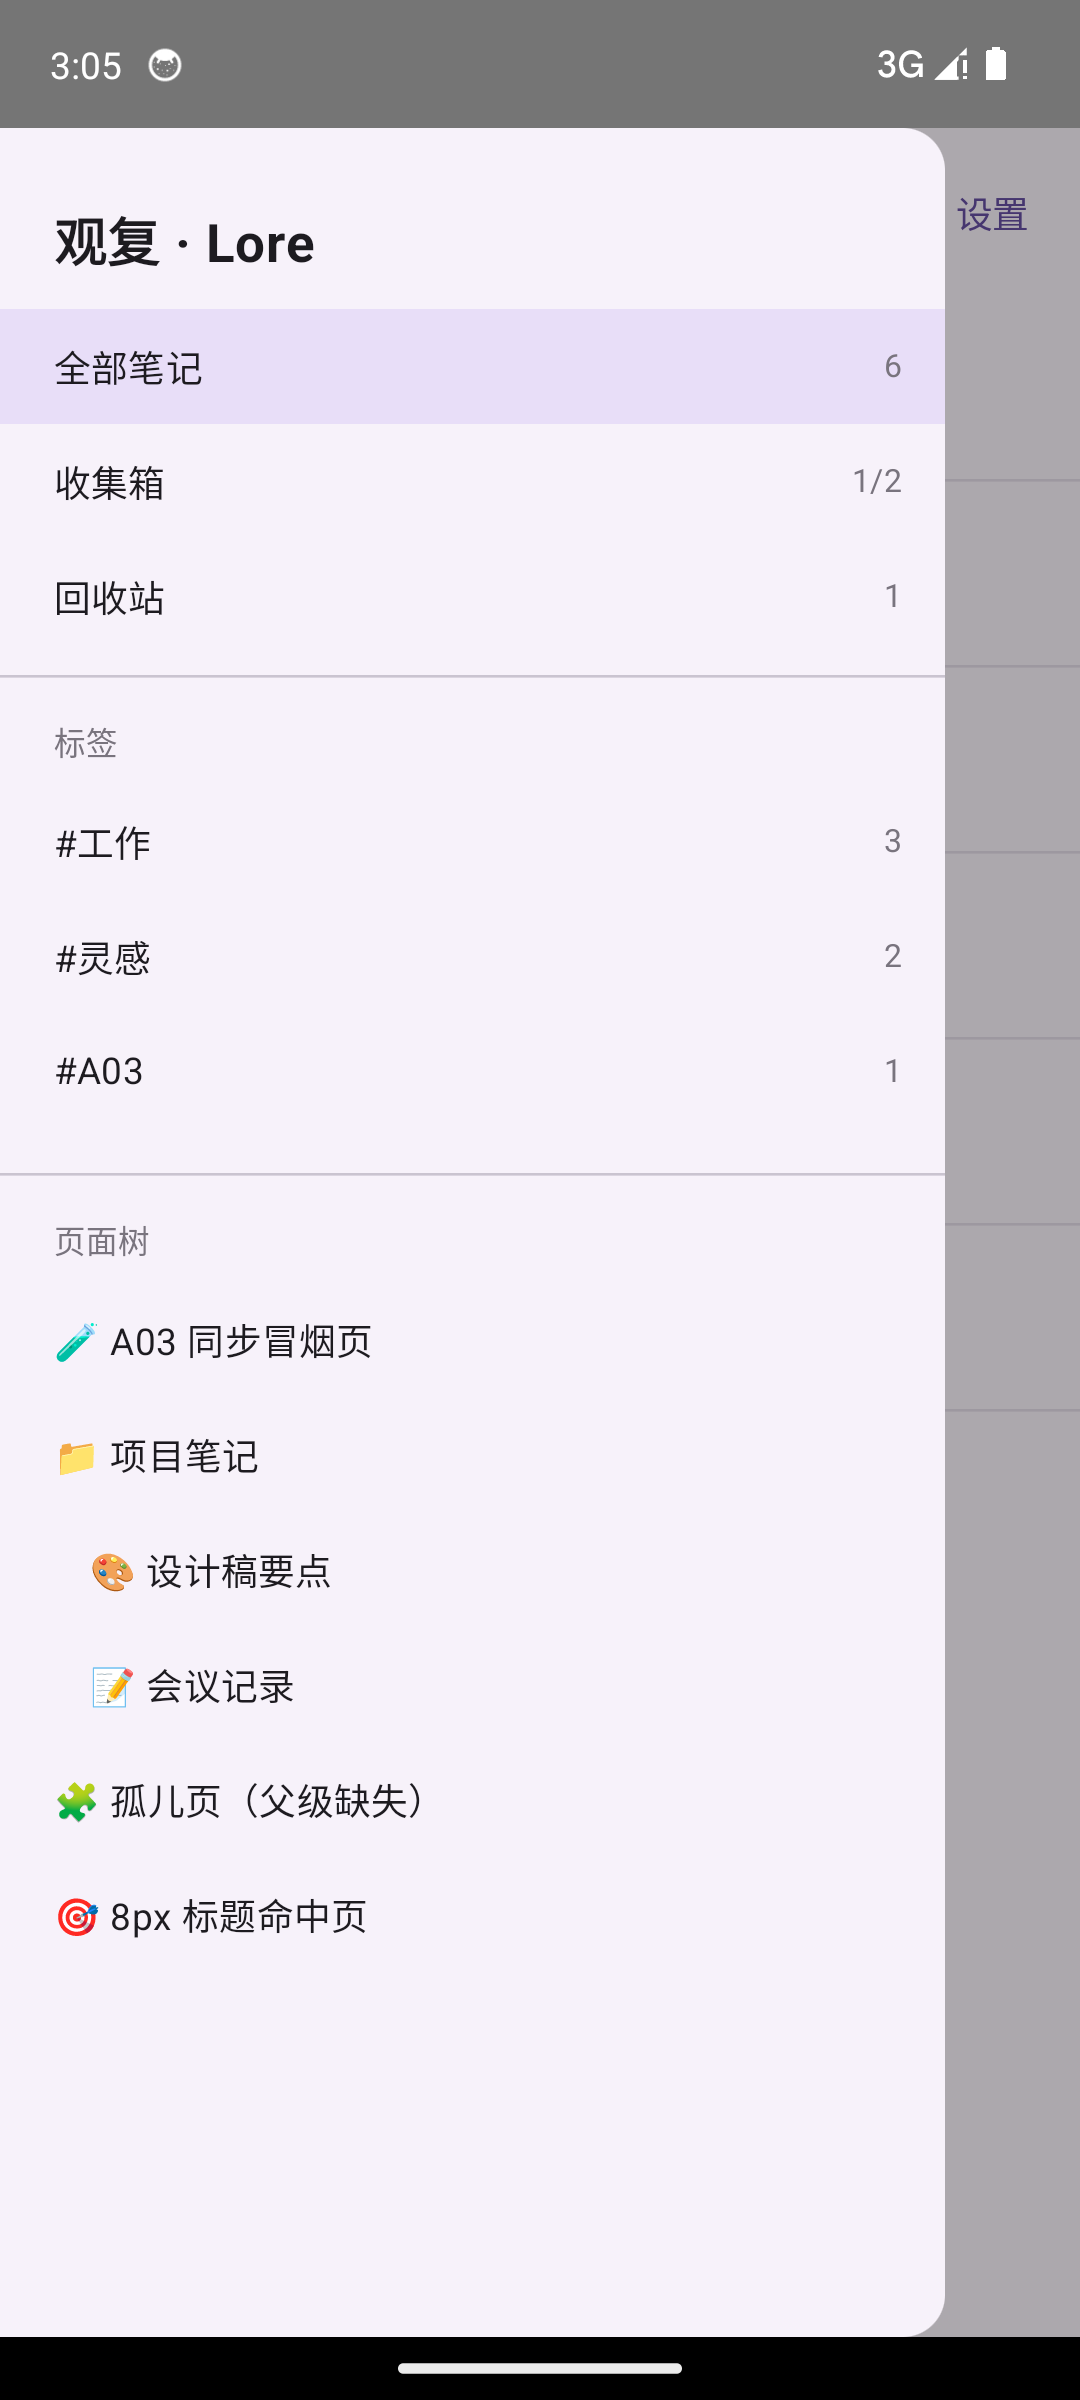 3:05
3G
观复 · Lore
设置
全部笔记 6
收集箱 1/2
回收站 1
标签
#工作 3
#灵感 2
#A03 1
页面树
A03 同步冒烟页
项目笔记
设计稿要点
会议记录
孤儿页（父级缺失）
8px 标题命中页